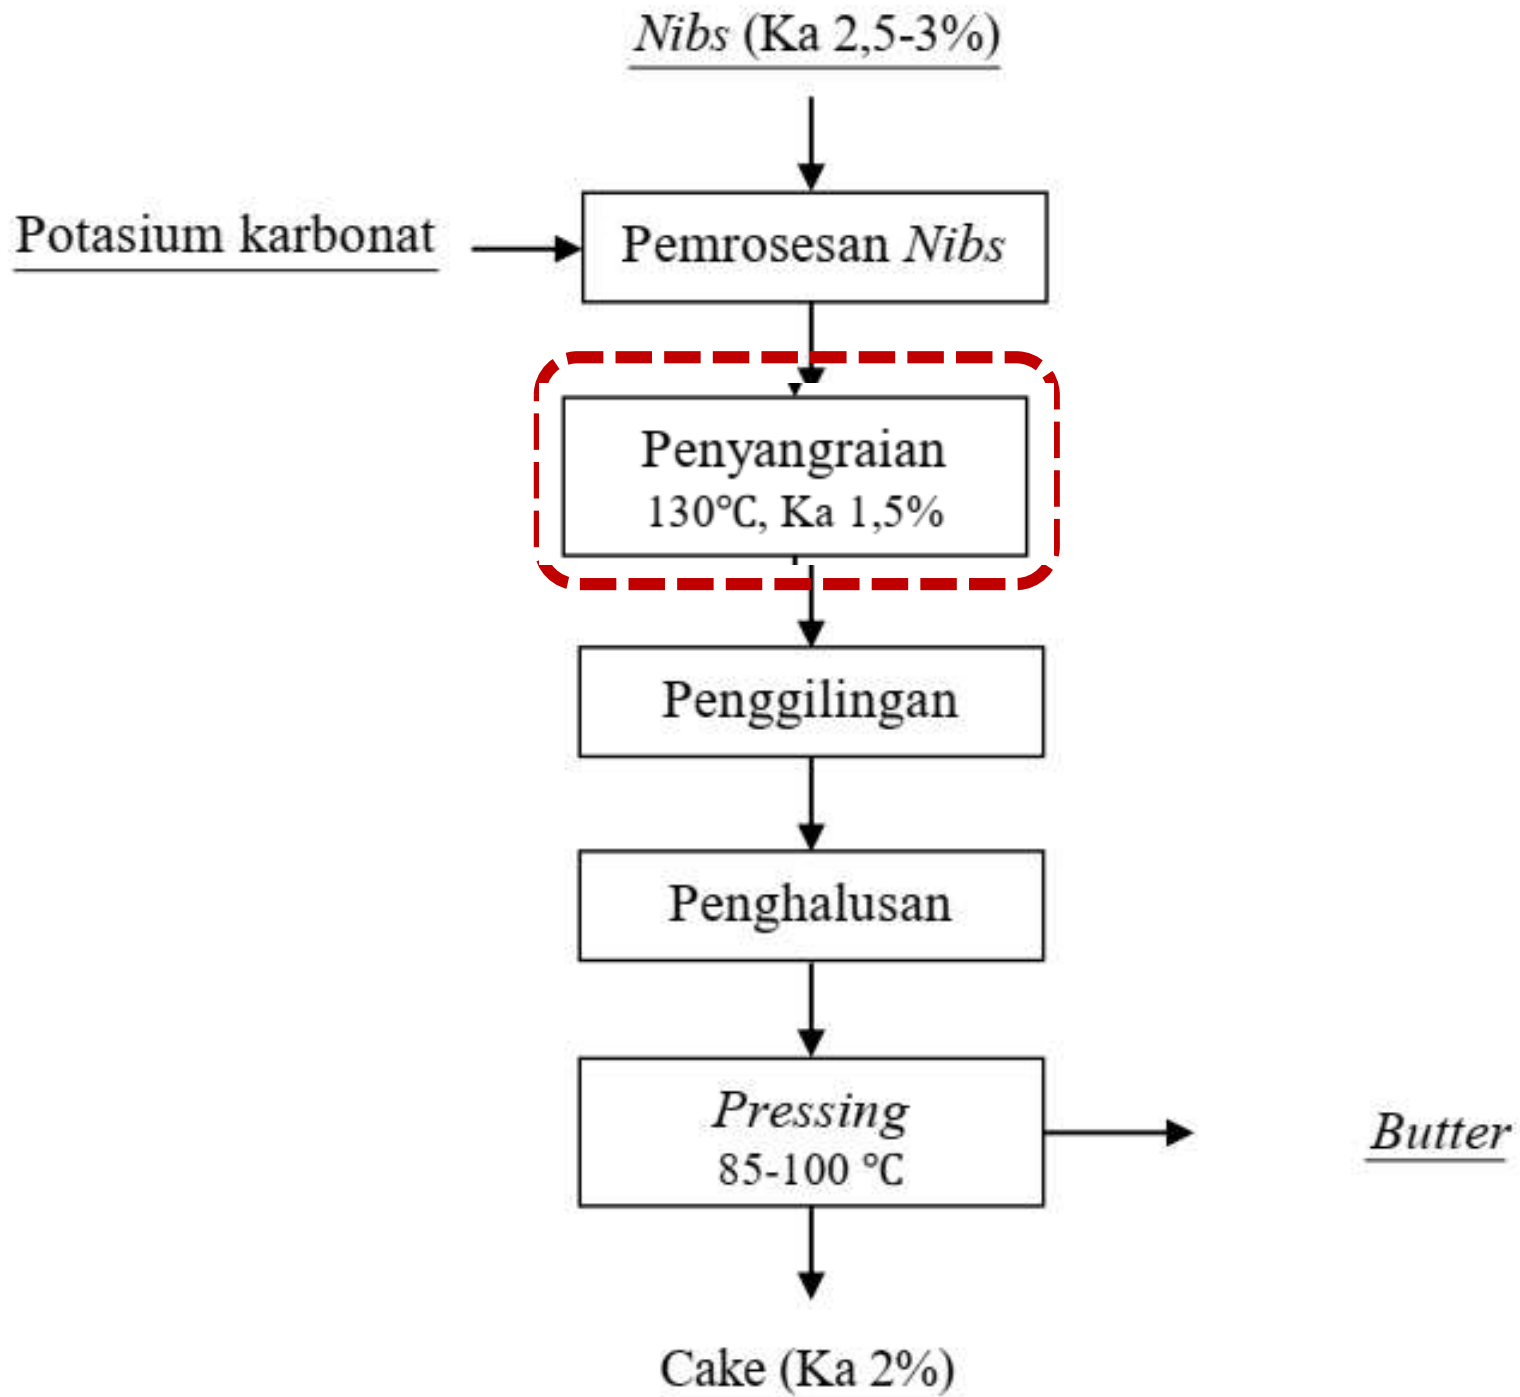 Nibs (Ka 2,5-3%)
Potasium karbonat
Pemrosesan Nibs
Penyangraian
130℃, Ka 1,5%
Penggilingan
Penghalusan
Pressing
85-100 ℃
Butter
Cake (Ka 2%)